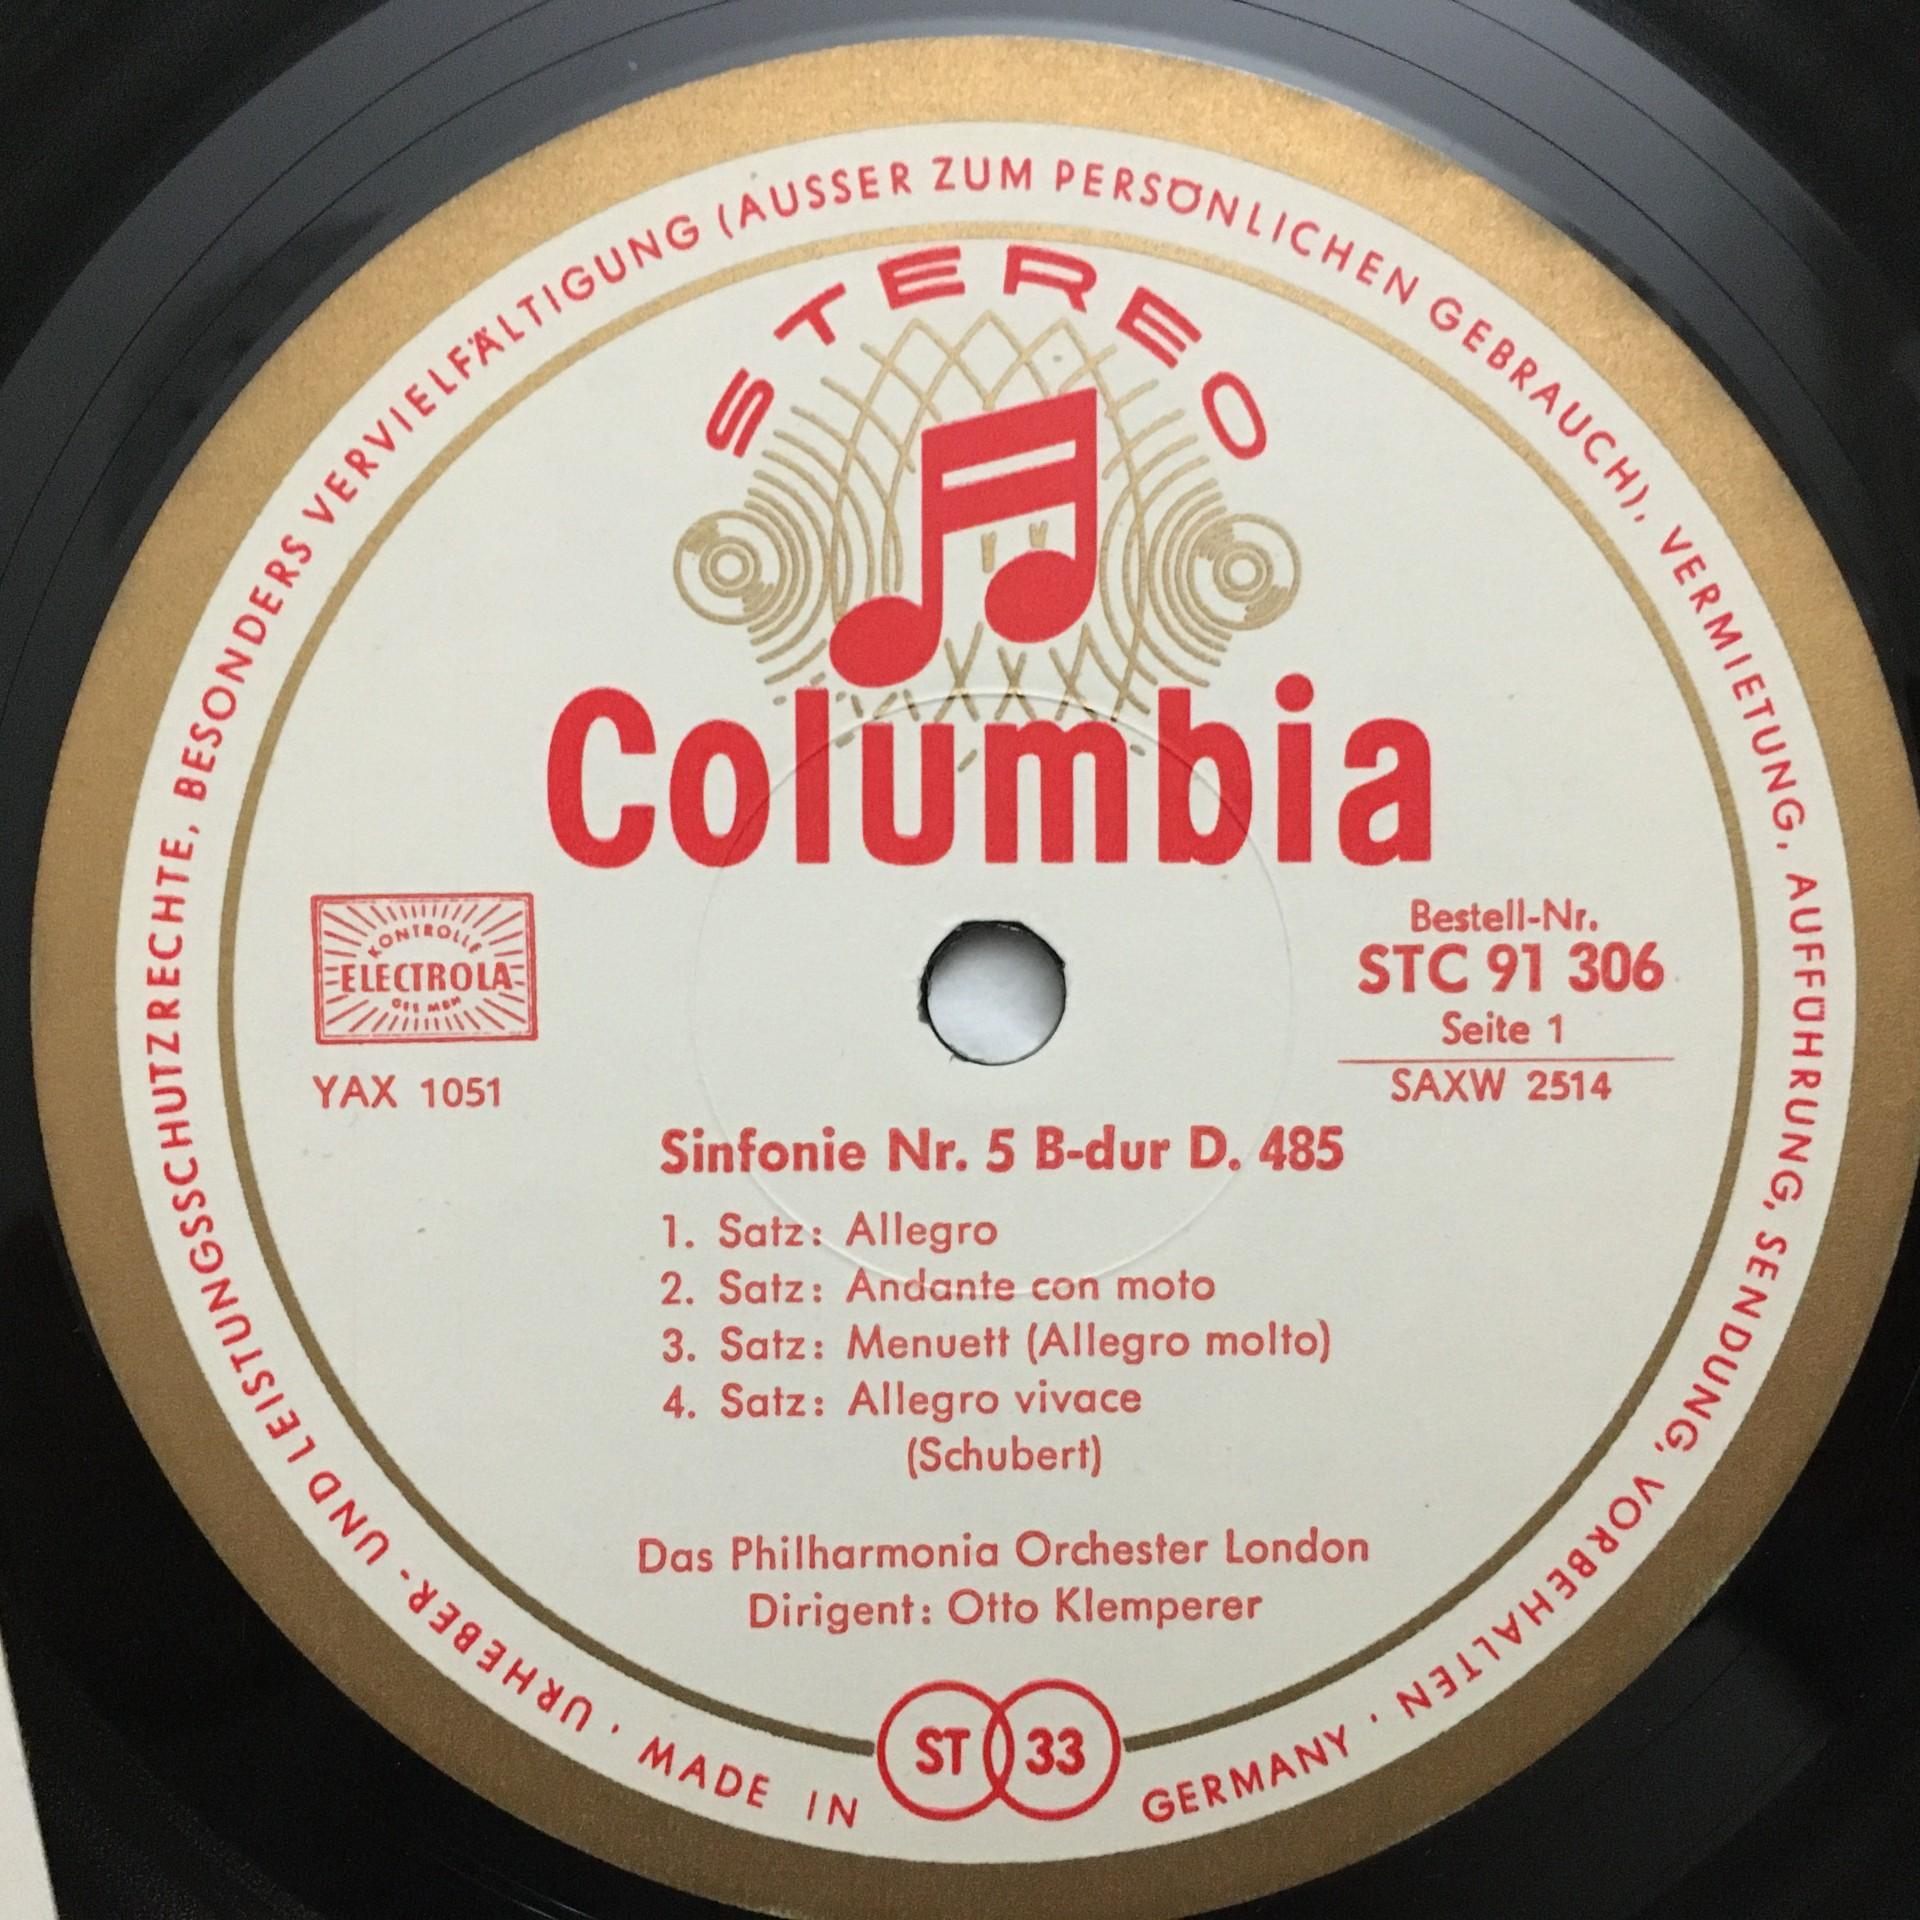 URHEBER- UND LEISTUNGSSCHUTZRECHTE, BESONDERS VERVIELFÄLTIGUNG (AUSSER ZUM PERSÖNLICHEN GEBRAUCH), VERMIETUNG, AUFFÜHRUNG, SENDUNG, VORBEHALTEN ·
STEREO
Columbia
KONTROLLE
ELECTROLA
GES MBH
YAX 1051
Bestell-Nr.
STC 91 306
Seite 1
SAXW 2514
Sinfonie Nr. 5 B-dur D. 485
1. Satz: Allegro
2. Satz: Andante con moto
3. Satz: Menuett (Allegro molto)
4. Satz: Allegro vivace
(Schubert)
Das Philharmonia Orchester London
Dirigent: Otto Klemperer
ST 33
MADE IN GERMANY ·